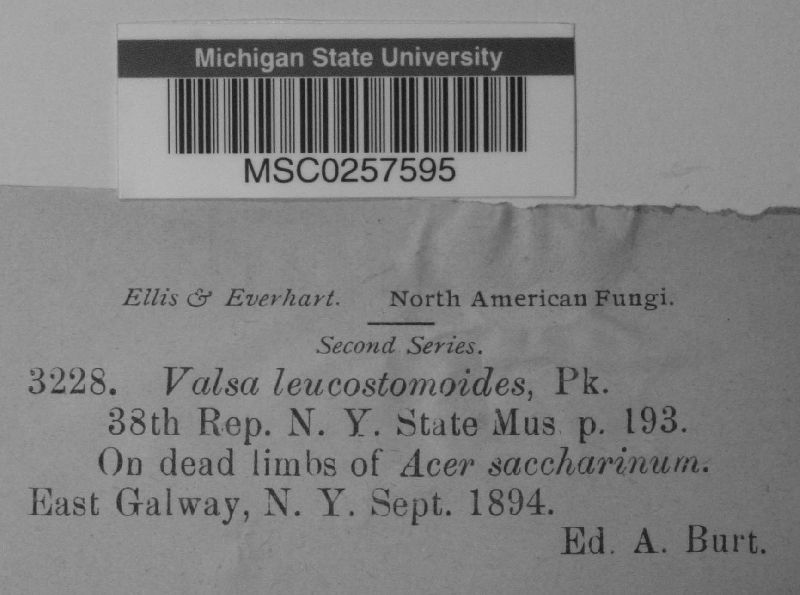 Michigan State University
MSC0257595
Ellis & Everhart. North American Fungi.
Second Series.
3228. Valsa leucostomoides, Pk.
38th Rep. N. Y. State Mus. p. 193.
On dead limbs of Acer saccharinum.
East Galway, N. Y. Sept. 1894.
Ed. A. Burt.